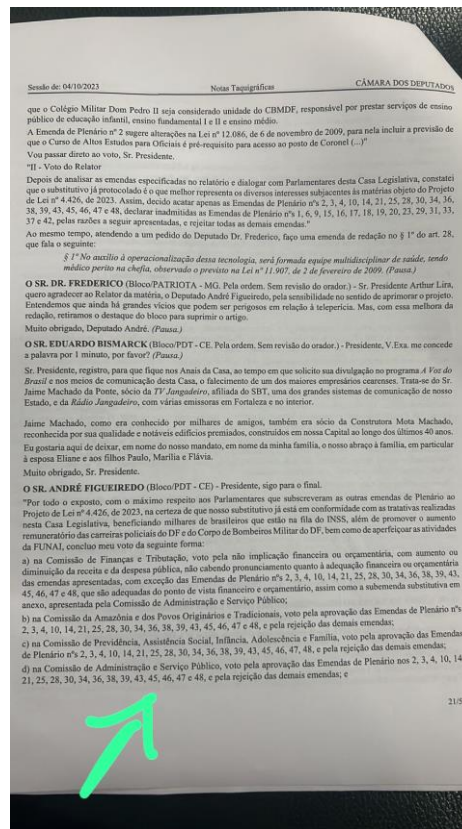 Sessão de: 04/10/2023 Notas Taquigráficas CÂMARA DOS DEPUTADOS
que o Colégio Militar Dom Pedro II seja considerado unidade do CBMDF, responsável por prestar serviços de ensino
público de educação infantil, ensino fundamental I e II e ensino médio.
A Emenda de Plenário nº 2 sugere alterações na Lei nº 12.086, de 6 de novembro de 2009, para nela incluir a previsão de
que o Curso de Altos Estudos para Oficiais é pré-requisito para acesso ao posto de Coronel (...)"
Vou passar direto ao voto, Sr. Presidente.
"II - Voto do Relator
Depois de analisar as emendas especificadas no relatório e dialogar com Parlamentares desta Casa Legislativa, constatei
que o substitutivo já protocolado é o que melhor representa os diversos interesses subjacentes às matérias objeto do Projeto
de Lei nº 4.426, de 2023. Assim, decido acatar apenas as Emendas de Plenário nºs 2, 3, 4, 10, 14, 21, 25, 28, 30, 34, 36,
38, 39, 43, 45, 46, 47 e 48, declarar inadmitidas as Emendas de Plenário nºs 1, 6, 9, 15, 16, 17, 18, 19, 20, 23, 29, 31, 33,
37 e 42, pelas razões a seguir apresentadas, e rejeitar todas as demais emendas."
Ao mesmo tempo, atendendo a um pedido do Deputado Dr. Frederico, faço uma emenda de redação no § 1º do art. 28,
que fala o seguinte:
§ 1º No auxílio à operacionalização dessa tecnologia, será formada equipe multidisciplinar de saúde, tendo
médico perito na chefia, observado o previsto na Lei nº 11.907, de 2 de fevereiro de 2009. (Pausa.)
O SR. DR. FREDERICO (Bloco/PATRIOTA - MG. Pela ordem. Sem revisão do orador.) - Sr. Presidente Arthur Lira,
quero agradecer ao Relator da matéria, o Deputado André Figueiredo, pela sensibilidade no sentido de aprimorar o projeto.
Entendemos que ainda há grandes vícios que podem ser perigosos em relação à teleperícia. Mas, com essa melhora da
redação, retiramos o destaque do bloco para suprimir o artigo.
Muito obrigado, Deputado André. (Pausa.)
O SR. EDUARDO BISMARCK (Bloco/PDT - CE. Pela ordem. Sem revisão do orador.) - Presidente, V.Exa. me concede
a palavra por 1 minuto, por favor? (Pausa.)
Sr. Presidente, registro, para que fique nos Anais da Casa, ao tempo em que solicito sua divulgação no programa A Voz do
Brasil e nos meios de comunicação desta Casa, o falecimento de um dos maiores empresários cearenses. Trata-se do Sr.
Jaime Machado da Ponte, sócio da TV Jangadeiro, afiliada do SBT, uma dos grandes sistemas de comunicação de nosso
Estado, e da Rádio Jangadeiro, com várias emissoras em Fortaleza e no interior.
Jaime Machado, como era conhecido por milhares de amigos, também era sócio da Construtora Mota Machado,
reconhecida por sua qualidade e notáveis edifícios premiados, construídos em nossa Capital ao longo dos últimos 40 anos.
Eu gostaria aqui de deixar, em nome do nosso mandato, em nome da minha família, o nosso abraço à família, em particular
à esposa Eliane e aos filhos Paulo, Marília e Flávia.
Muito obrigado, Sr. Presidente.
O SR. ANDRÉ FIGUEIREDO (Bloco/PDT - CE) - Presidente, sigo para o final.
"Por todo o exposto, com o máximo respeito aos Parlamentares que subscreveram as outras emendas de Plenário ao
Projeto de Lei nº 4.426, de 2023, na certeza de que nosso substitutivo já está em conformidade com as tratativas realizadas
nesta Casa Legislativa, beneficiando milhares de brasileiros que estão na fila do INSS, além de promover o aumento
remuneratório das carreiras policiais do DF e do Corpo de Bombeiros Militar do DF, bem como de aperfeiçoar as atividades
da FUNAI, concluo meu voto da seguinte forma:
a) na Comissão de Finanças e Tributação, voto pela não implicação financeira ou orçamentária, com aumento ou
diminuição da receita e da despesa pública, não cabendo pronunciamento quanto à adequação financeira ou orçamentária
das emendas apresentadas, com exceção das Emendas de Plenário nºs 2, 3, 4, 10, 14, 21, 25, 28, 30, 34, 36, 38, 39, 43,
45, 46, 47 e 48, que são adequadas do ponto de vista financeiro e orçamentário, assim como a subemenda substitutiva em
anexo, apresentada pela Comissão de Administração e Serviço Público;
b) na Comissão da Amazônia e dos Povos Originários e Tradicionais, voto pela aprovação das Emendas de Plenário nºs
2, 3, 4, 10, 14, 21, 25, 28, 30, 34, 36, 38, 39, 43, 45, 46, 47 e 48, e pela rejeição das demais emendas;
c) na Comissão de Previdência, Assistência Social, Infância, Adolescência e Família, voto pela aprovação das Emendas
de Plenário nºs 2, 3, 4, 10, 14, 21, 25, 28, 30, 34, 36, 38, 39, 43, 45, 46, 47, 48, e pela rejeição das demais emendas;
d) na Comissão de Administração e Serviço Público, voto pela aprovação das Emendas de Plenário nos 2, 3, 4, 10, 14
21, 25, 28, 30, 34, 36, 38, 39, 43, 45, 46, 47 e 48, e pela rejeição das demais emendas; e
21/5